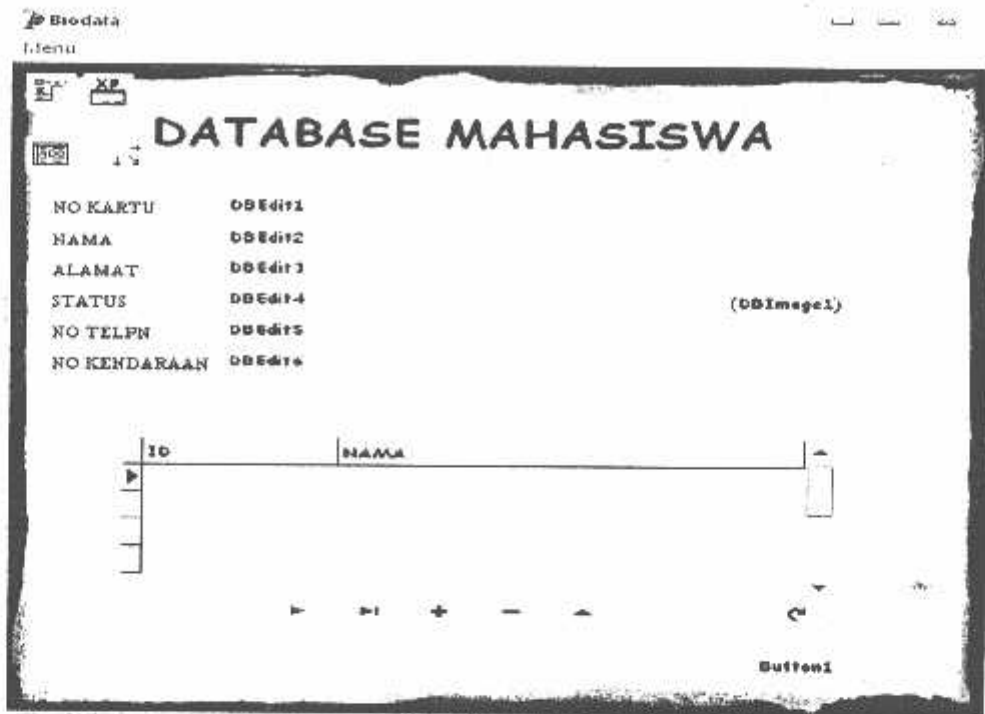 Biodata
Menu
XP
DATABASE MAHASISWA
NO KARTU DBEdit1
NAMA DBEdit2
ALAMAT DBEdit3
STATUS DBEdit4
NO TELPN DBEdit5
NO KENDARAAN DBEdit6
(DBImage1)
ID NAMA
Button1